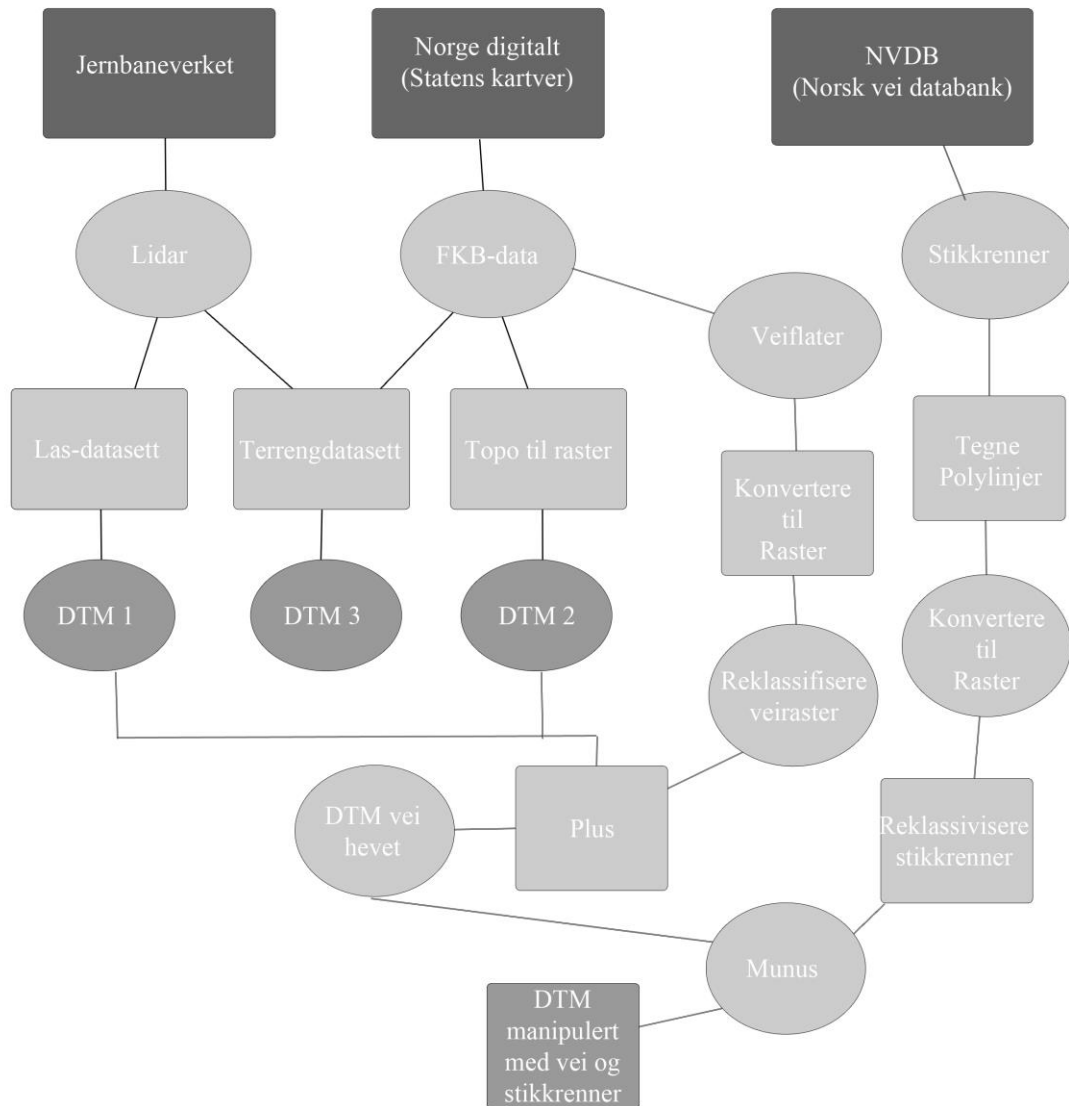 Jernbaneverket
Norge digitalt
(Statens kartver)
NVDB
(Norsk vei databank)
Lidar
FKB-data
Stikkrenner
Veiflater
Las-datasett
Terrengdatasett
Topo til raster
Tegne
Polylinjer
Konvertere
til
Raster
DTM 1
DTM 3
DTM 2
Konvertere
til
Raster
Reklassifisere
veiraster
DTM vei
hevet
Plus
Reklassivisere
stikkrenner
Munus
DTM
manipulert
med vei og
stikkrenner